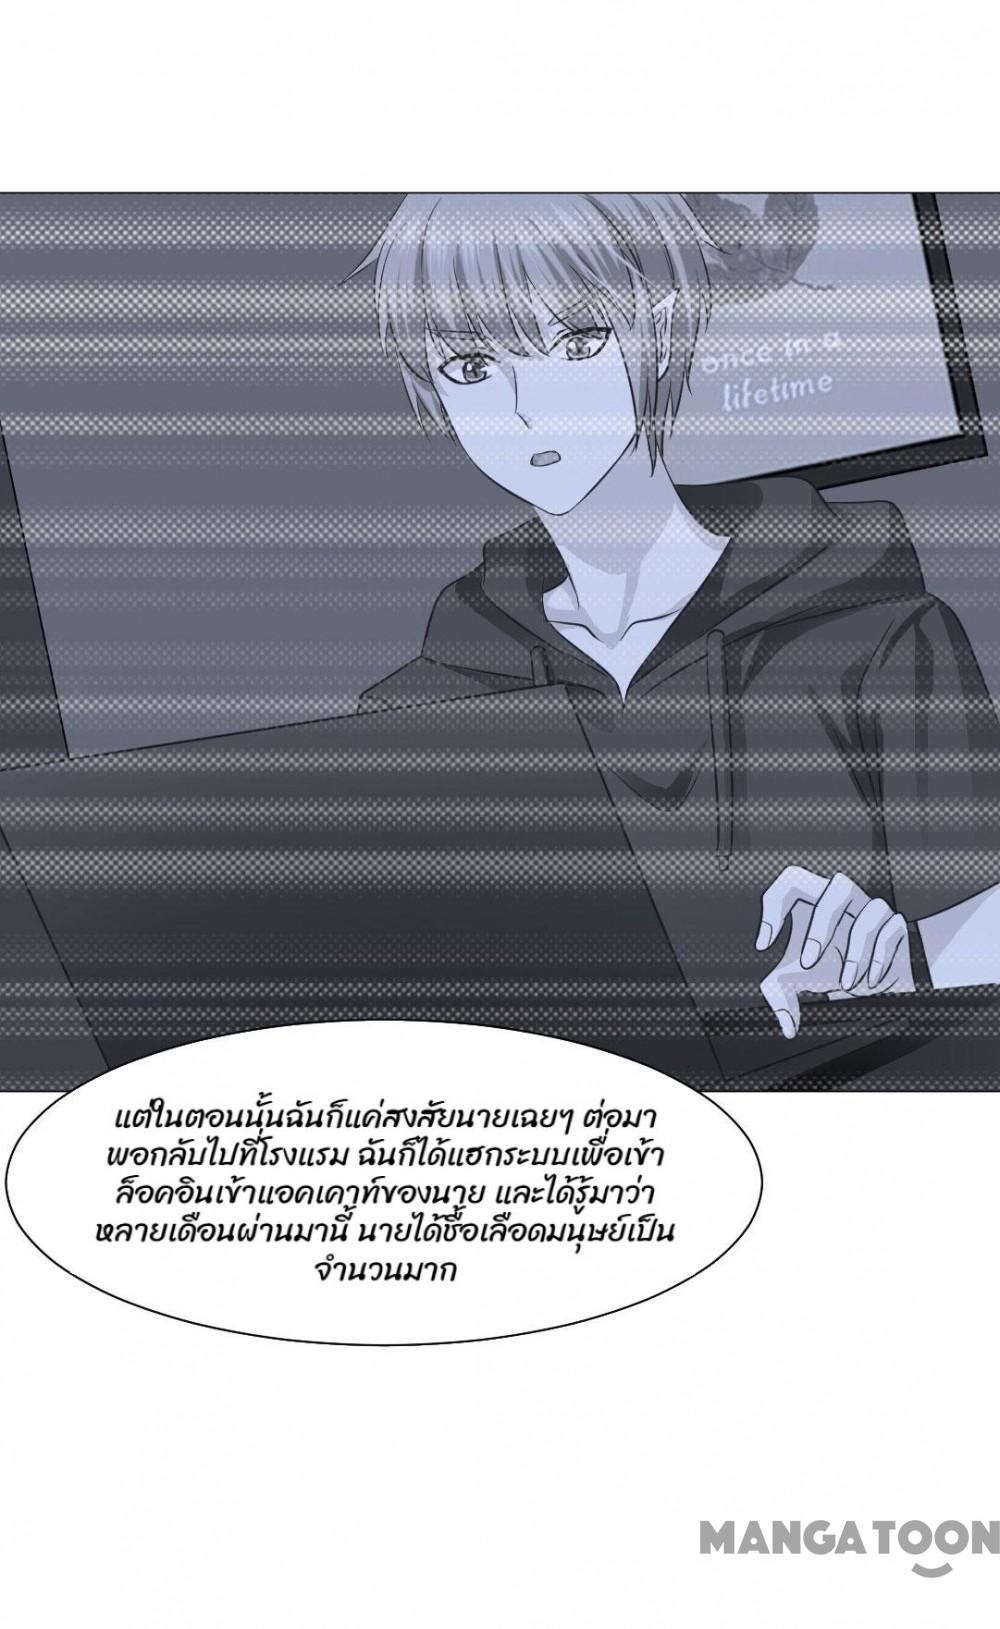 once in a
lifetime
แต่ในตอนนั้นฉันก็แค่สงสัยนายเฉยๆ ต่อมา
พอกลับไปที่โรงแรม ฉันก็ได้แฮกระบบเพื่อเข้า
ล็อคอินเข้าแอคเคาท์ของนาย และได้รู้มาว่า
หลายเดือนผ่านมานี้ นายได้ซื้อเลือดมนุษย์เป็น
จำนวนมาก
MANGATOON